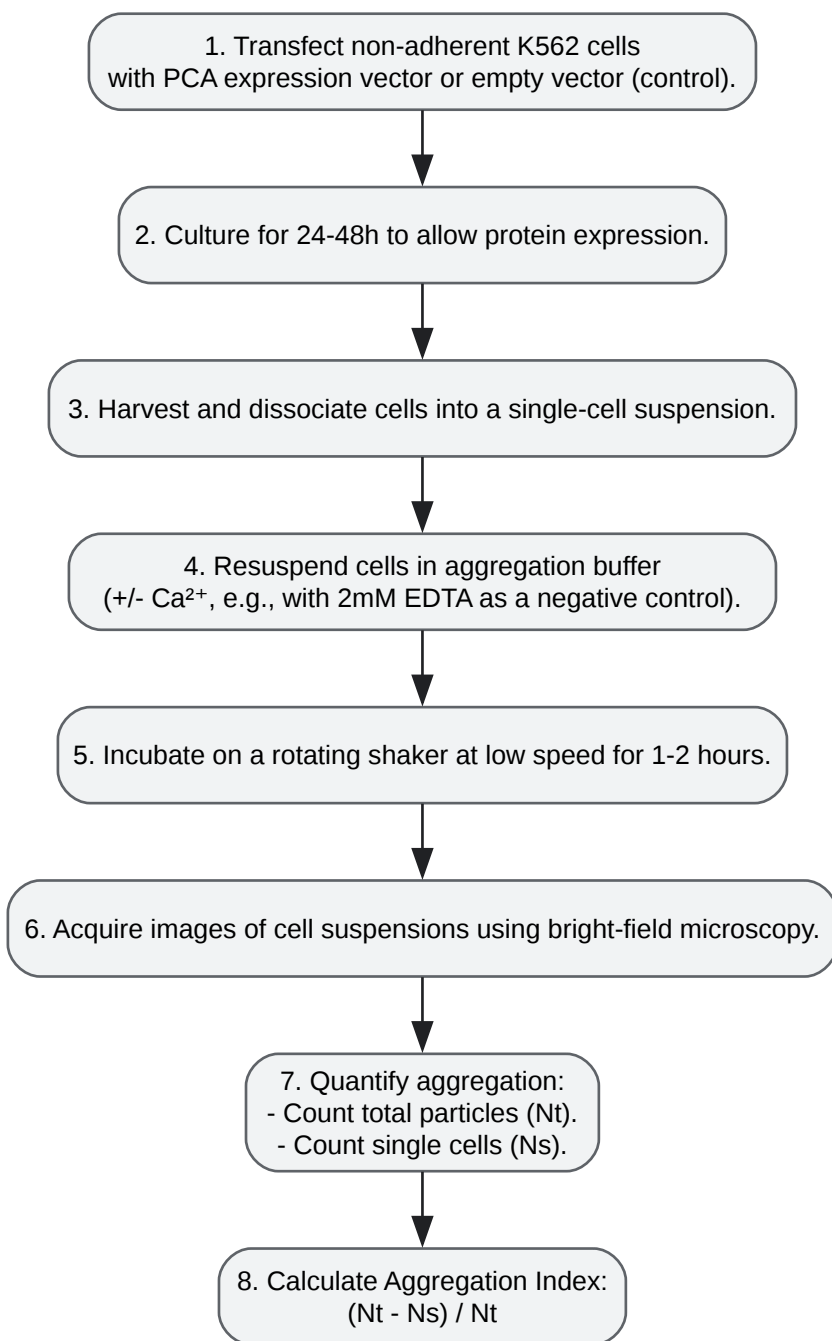 1. Transfect non-adherent K562 cells
with PCA expression vector or empty vector (control).
2. Culture for 24-48h to allow protein expression.
3. Harvest and dissociate cells into a single-cell suspension.
4. Resuspend cells in aggregation buffer
(+/- Ca²⁺, e.g., with 2mM EDTA as a negative control).
5. Incubate on a rotating shaker at low speed for 1-2 hours.
6. Acquire images of cell suspensions using bright-field microscopy.
7. Quantify aggregation:
- Count total particles (Nt).
- Count single cells (Ns).
8. Calculate Aggregation Index:
(Nt - Ns) / Nt